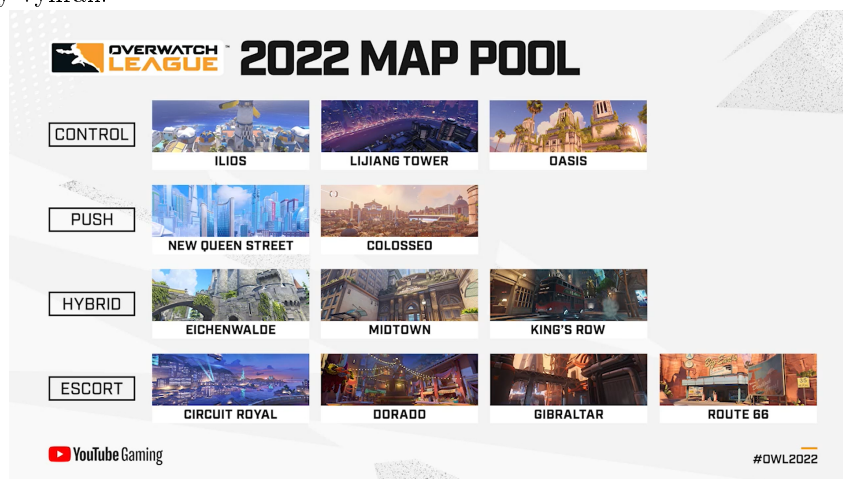 OVERWATCH LEAGUE™ 2022 MAP POOL
CONTROL
ILIOS LIJIANG TOWER OASIS
PUSH
NEW QUEEN STREET COLOSSEO
HYBRID
EICHENWALDE MIDTOWN KING'S ROW
ESCORT
CIRCUIT ROYAL DORADO GIBRALTAR ROUTE 66
YouTube Gaming #OWL2022